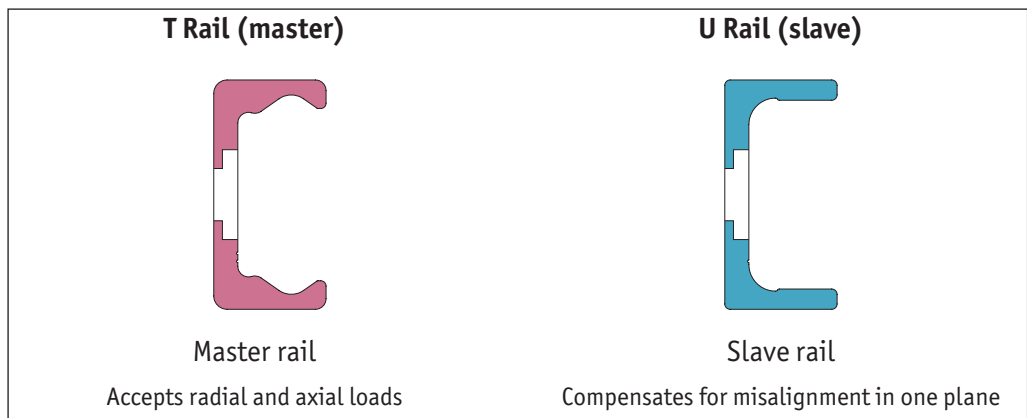 T Rail (master)
U Rail (slave)
Master rail
Slave rail
Accepts radial and axial loads
Compensates for misalignment in one plane